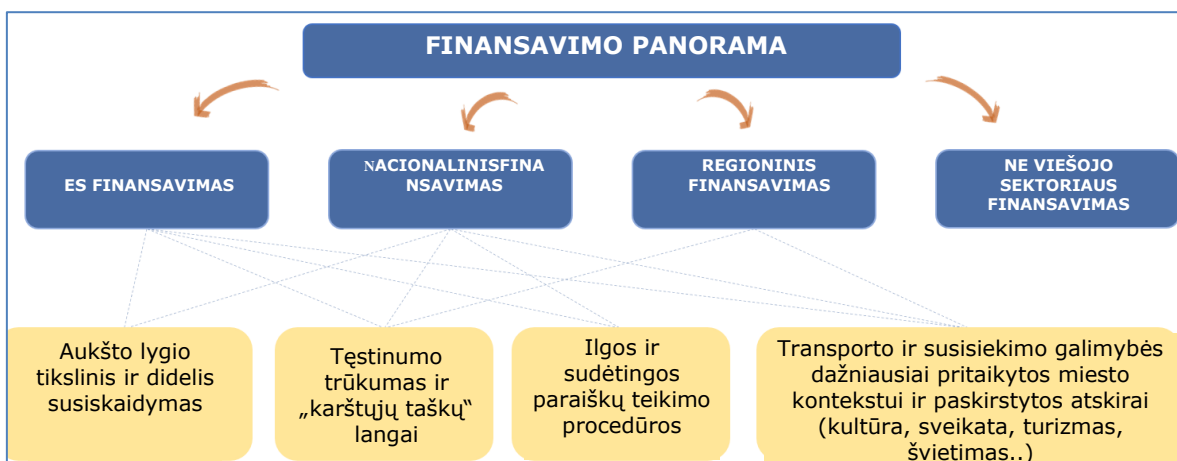 FINANSAVIMO PANORAMA
ES FINANSAVIMAS
NACIONALINISFINA
NSAVIMAS
REGIONINIS
FINANSAVIMAS
NE VIEŠOJO
SEKTORIAUS
FINANSAVIMAS
Aukšto lygio
tikslinis ir didelis
susiskaidymas
Tęstinumo
trūkumas ir
„karštųjų taškų“
langai
Ilgos ir
sudėtingos
paraiškų teikimo
procedūros
Transporto ir susisiekimo galimybės
dažniausiai pritaikytos miesto
kontekstui ir paskirstytos atskirai
(kultūra, sveikata, turizmas,
švietimas..)